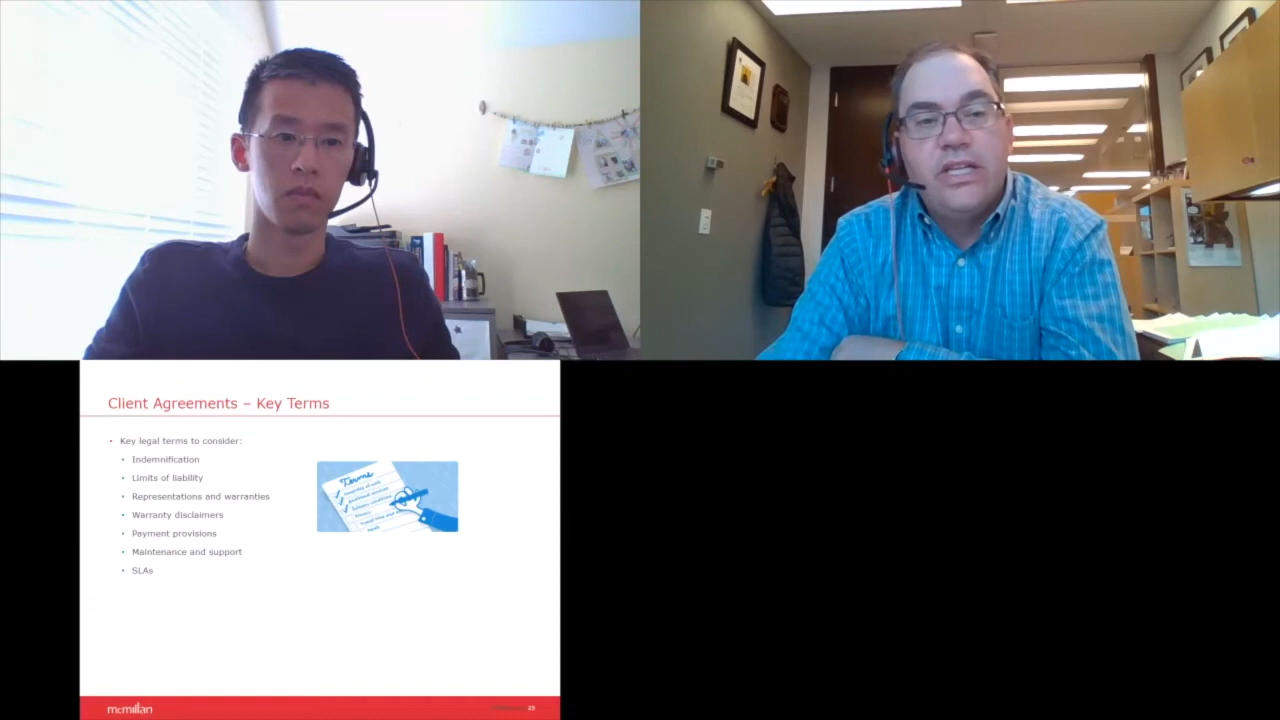 Client Agreements – Key Terms
• Key legal terms to consider:
• Indemnification
• Limits of liability
• Representations and warranties
• Warranty disclaimers
• Payment provisions
• Maintenance and support
• SLAs
Terms
mcmillan
23